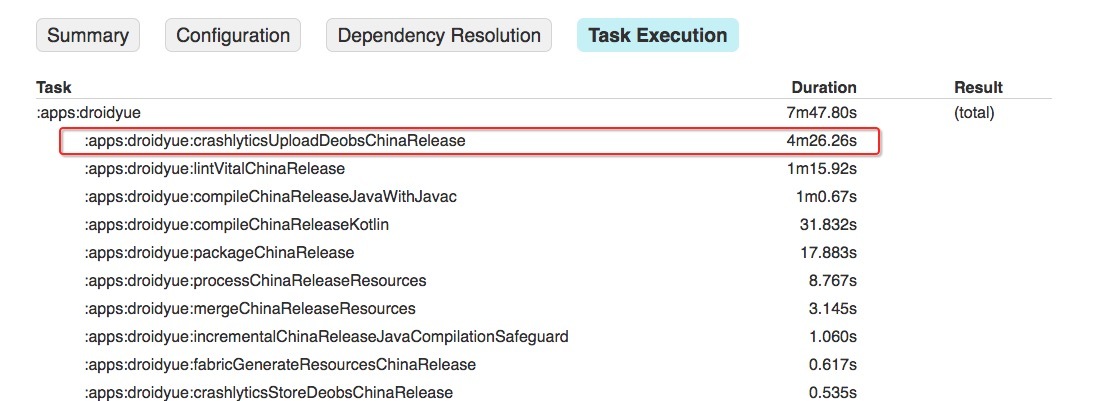 Summary Configuration Dependency Resolution Task Execution
Task Duration Result
:apps:droidyue 7m47.80s (total)
:apps:droidyue:crashlyticsUploadDeobsChinaRelease 4m26.26s
:apps:droidyue:lintVitalChinaRelease 1m15.92s
:apps:droidyue:compileChinaReleaseJavaWithJavac 1m0.67s
:apps:droidyue:compileChinaReleaseKotlin 31.832s
:apps:droidyue:packageChinaRelease 17.883s
:apps:droidyue:processChinaReleaseResources 8.767s
:apps:droidyue:mergeChinaReleaseResources 3.145s
:apps:droidyue:incrementalChinaReleaseJavaCompilationSafeguard 1.060s
:apps:droidyue:fabricGenerateResourcesChinaRelease 0.617s
:apps:droidyue:crashlyticsStoreDeobsChinaRelease 0.535s